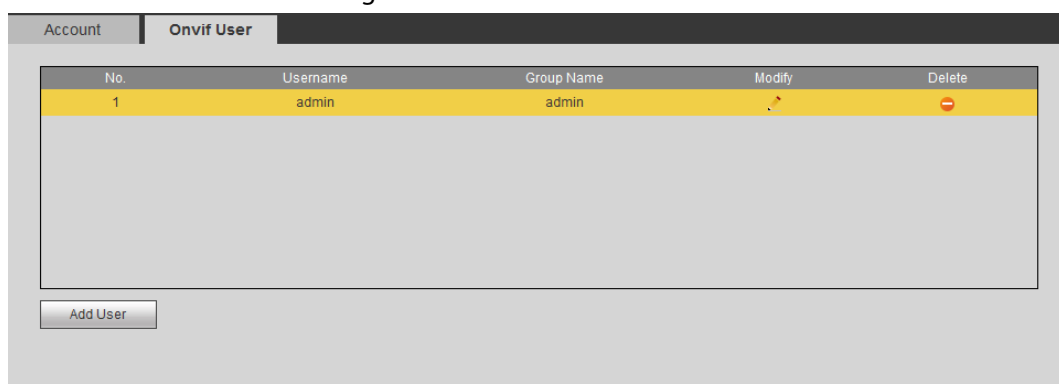 Account Onvif User
No. Username Group Name Modify Delete
1 admin admin
Add User